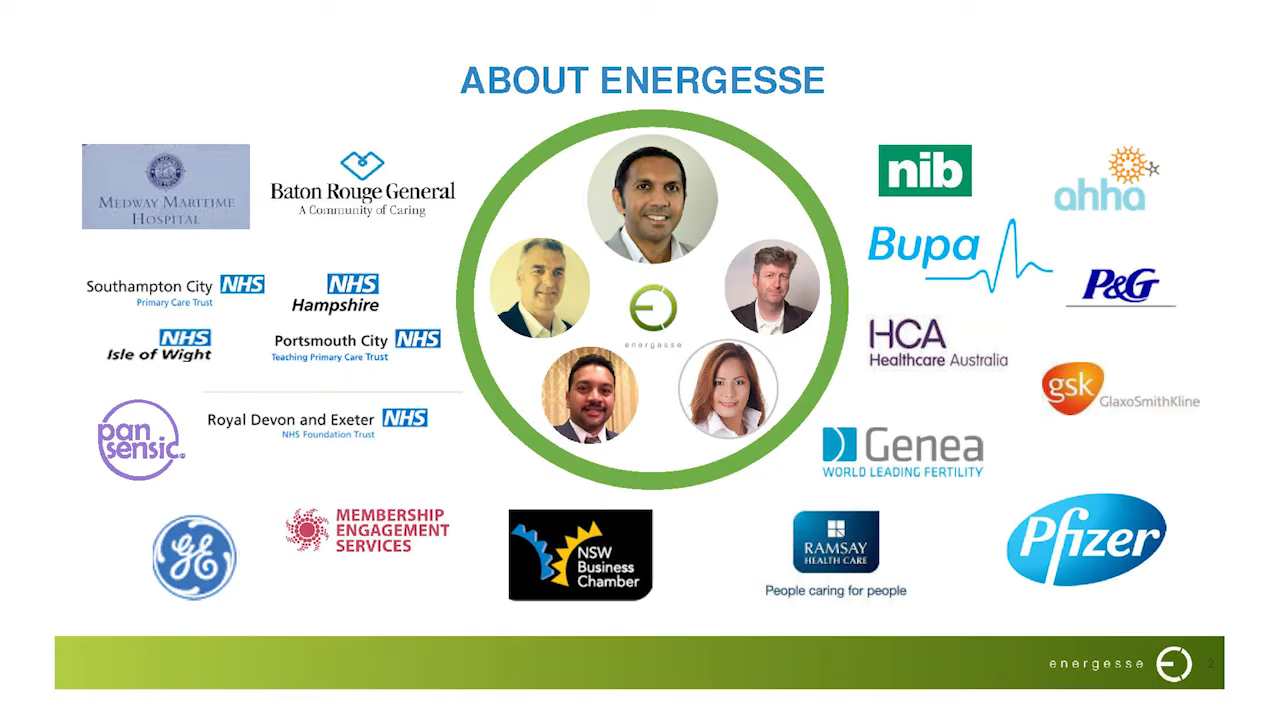 ABOUT ENERGESSE
MEDWAY MARITIME
HOSPITAL
Baton Rouge General
A Community of Caring
nib
ahha
Bupa
P&G
Southampton City NHS
Primary Care Trust
NHS
Hampshire
NHS
Isle of Wight
Portsmouth City NHS
Teaching Primary Care Trust
energesse
HCA
Healthcare Australia
gsk
GlaxoSmithKline
pan
sensic
Royal Devon and Exeter NHS
NHS Foundation Trust
Genea
WORLD LEADING FERTILITY
GE
MEMBERSHIP
ENGAGEMENT
SERVICES
NSW
Business
Chamber
RAMSAY
HEALTH CARE
People caring for people
Pfizer
energesse
2